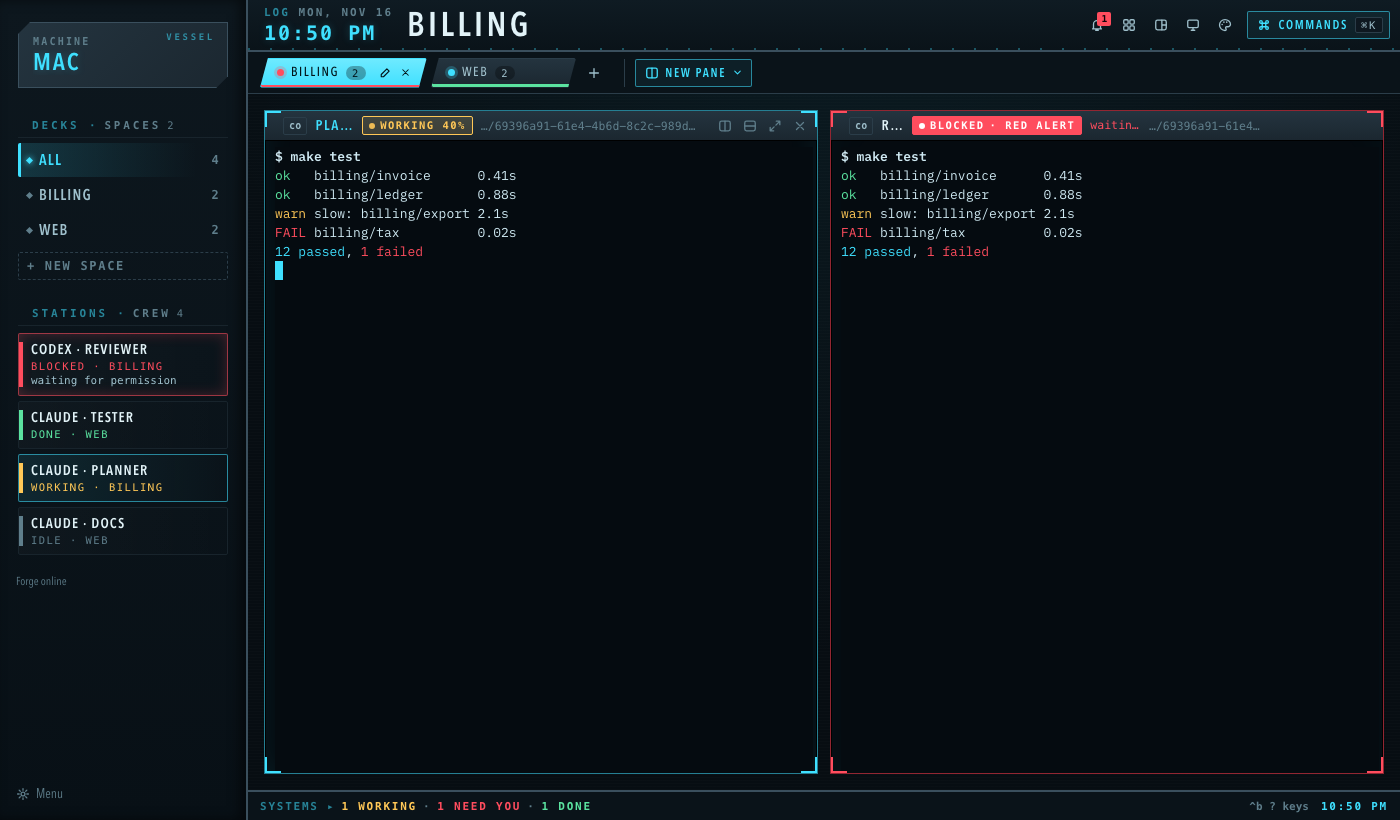 MACHINE
VESSEL
MAC
DECKS · SPACES 2
ALL 4
BILLING 2
WEB 2
+ NEW SPACE
STATIONS · CREW 4
CODEX · REVIEWER
BLOCKED · BILLING
waiting for permission
CLAUDE · TESTER
DONE · WEB
CLAUDE · PLANNER
WORKING · BILLING
CLAUDE · DOCS
IDLE · WEB
Forge online
Menu
LOG MON, NOV 16
10:50 PM
BILLING
1
⌘ COMMANDS ⌘K
BILLING 2
WEB 2
+
NEW PANE
co PLA… WORKING 40% …/69396a91-61e4-4b6d-8c2c-989d…
$ make test
ok billing/invoice 0.41s
ok billing/ledger 0.88s
warn slow: billing/export 2.1s
FAIL billing/tax 0.02s
12 passed, 1 failed
co R… BLOCKED · RED ALERT waitin… …/69396a91-61e4…
$ make test
ok billing/invoice 0.41s
ok billing/ledger 0.88s
warn slow: billing/export 2.1s
FAIL billing/tax 0.02s
12 passed, 1 failed
SYSTEMS ▸ 1 WORKING · 1 NEED YOU · 1 DONE
^b ? keys 10:50 PM